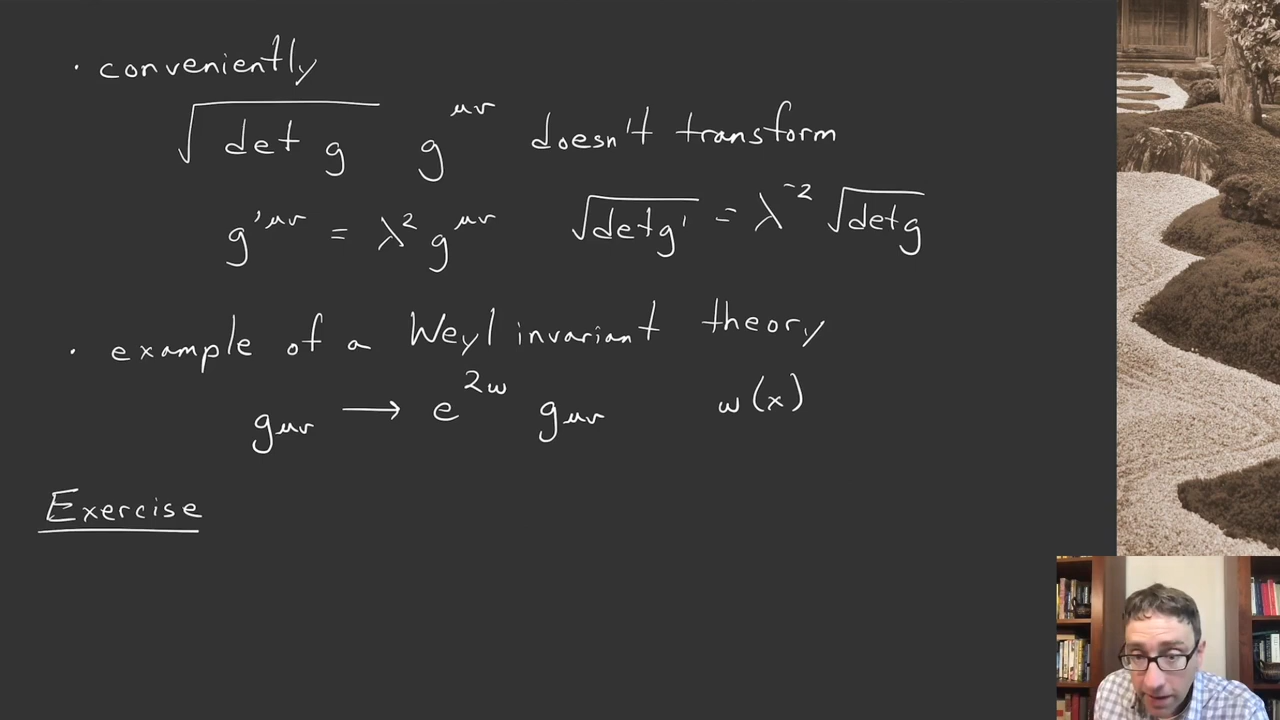 · conveniently
√det g g^μν doesn't transform
g'^μν = λ² g^μν √det g' = λ⁻² √det g
· example of a Weyl invariant theory
g_μν → e^2ω g_μν ω(x)
Exercise